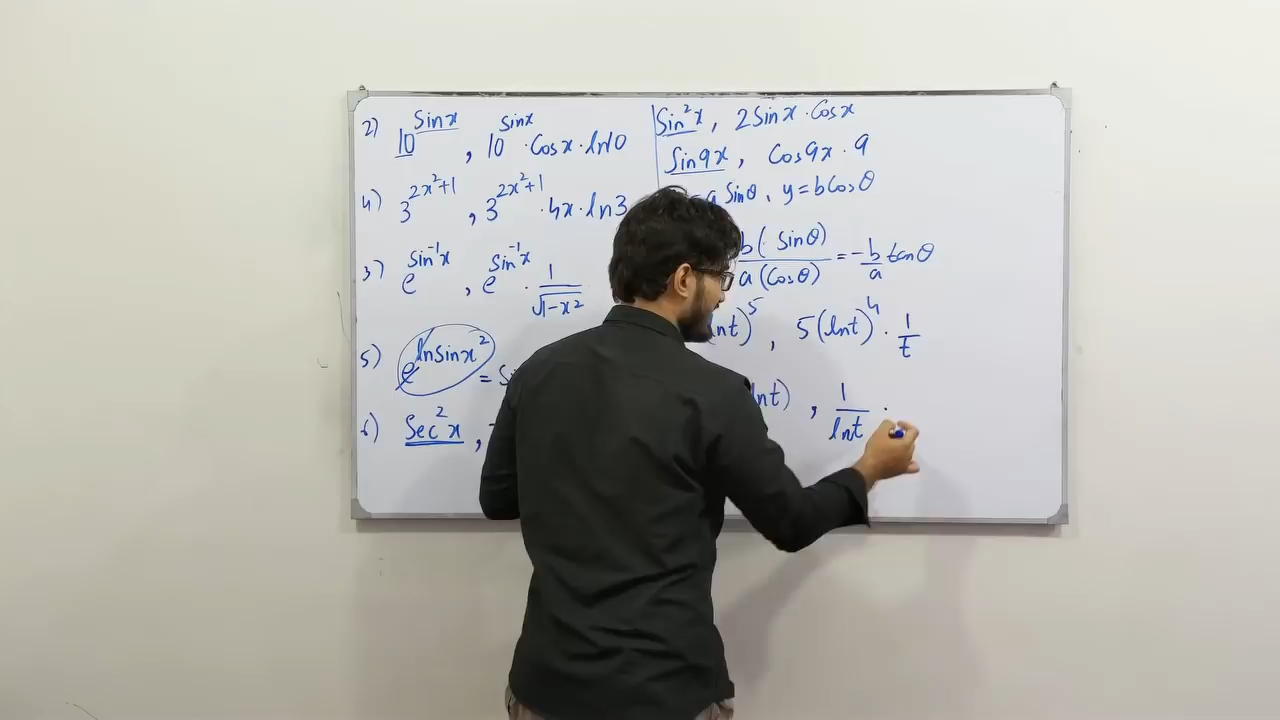 2) 10^Sinx , 10^Sinx · Cosx · ln10
4) 3^2x²+1 , 3^2x²+1 · 4x · ln3
3) e^sin⁻¹x , e^Sin⁻¹x · 1/√1-x²
5) e^lnSinx² =
6) Sec²x ,
Sin²x , 2Sinx · Cosx
Sin9x , Cos9x · 9
a Sinθ , y = bCosθ
b(· Sinθ)/a(Cosθ) = -b/a tanθ
nt)⁵ , 5(lnt)⁴ · 1/t
lnt) , 1/lnt ·